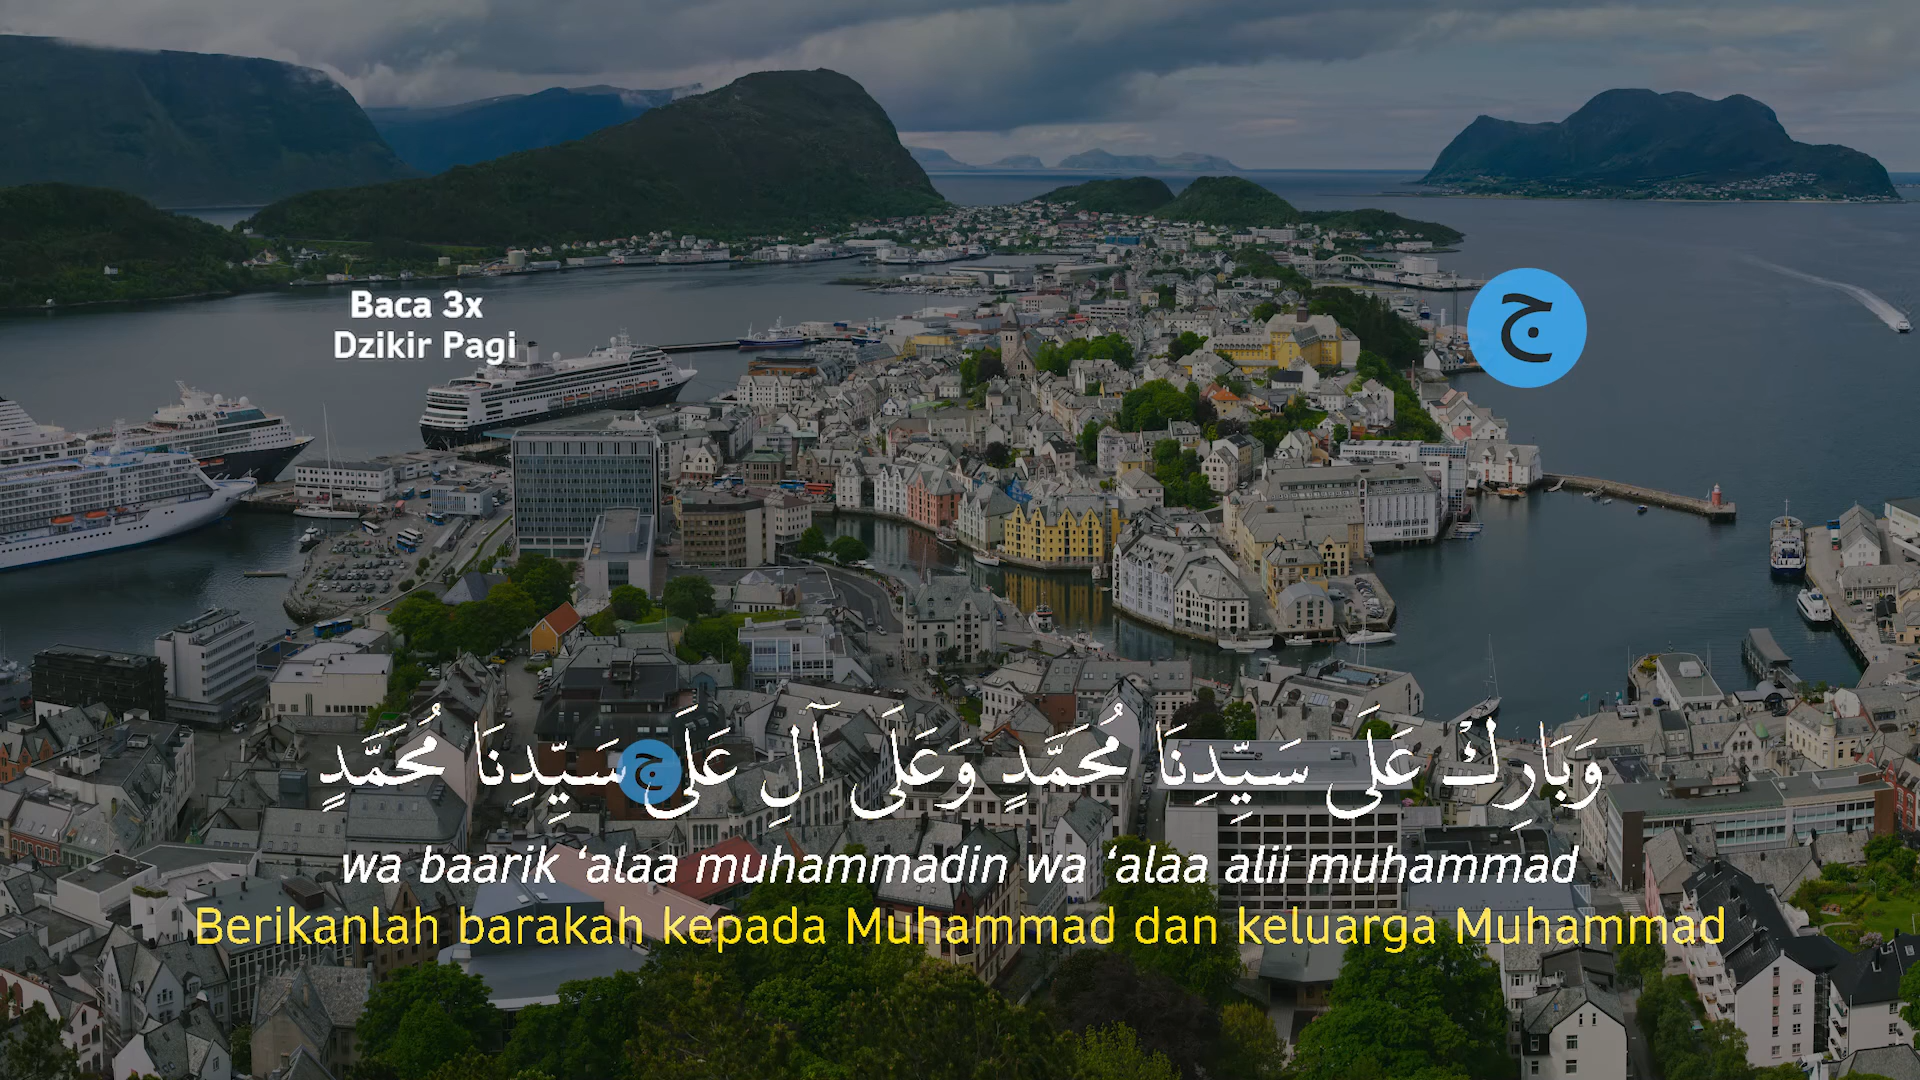 Baca 3x
Dzikir Pagi
ج
وَبَارِكْ عَلَى سَيِّدِنَا مُحَمَّدٍ وَعَلَى آلِ عَلَى سَيِّدِنَا مُحَمَّدٍ
ج
wa baarik ‘alaa muhammadin wa ‘alaa alii muhammad
Berikanlah barakah kepada Muhammad dan keluarga Muhammad